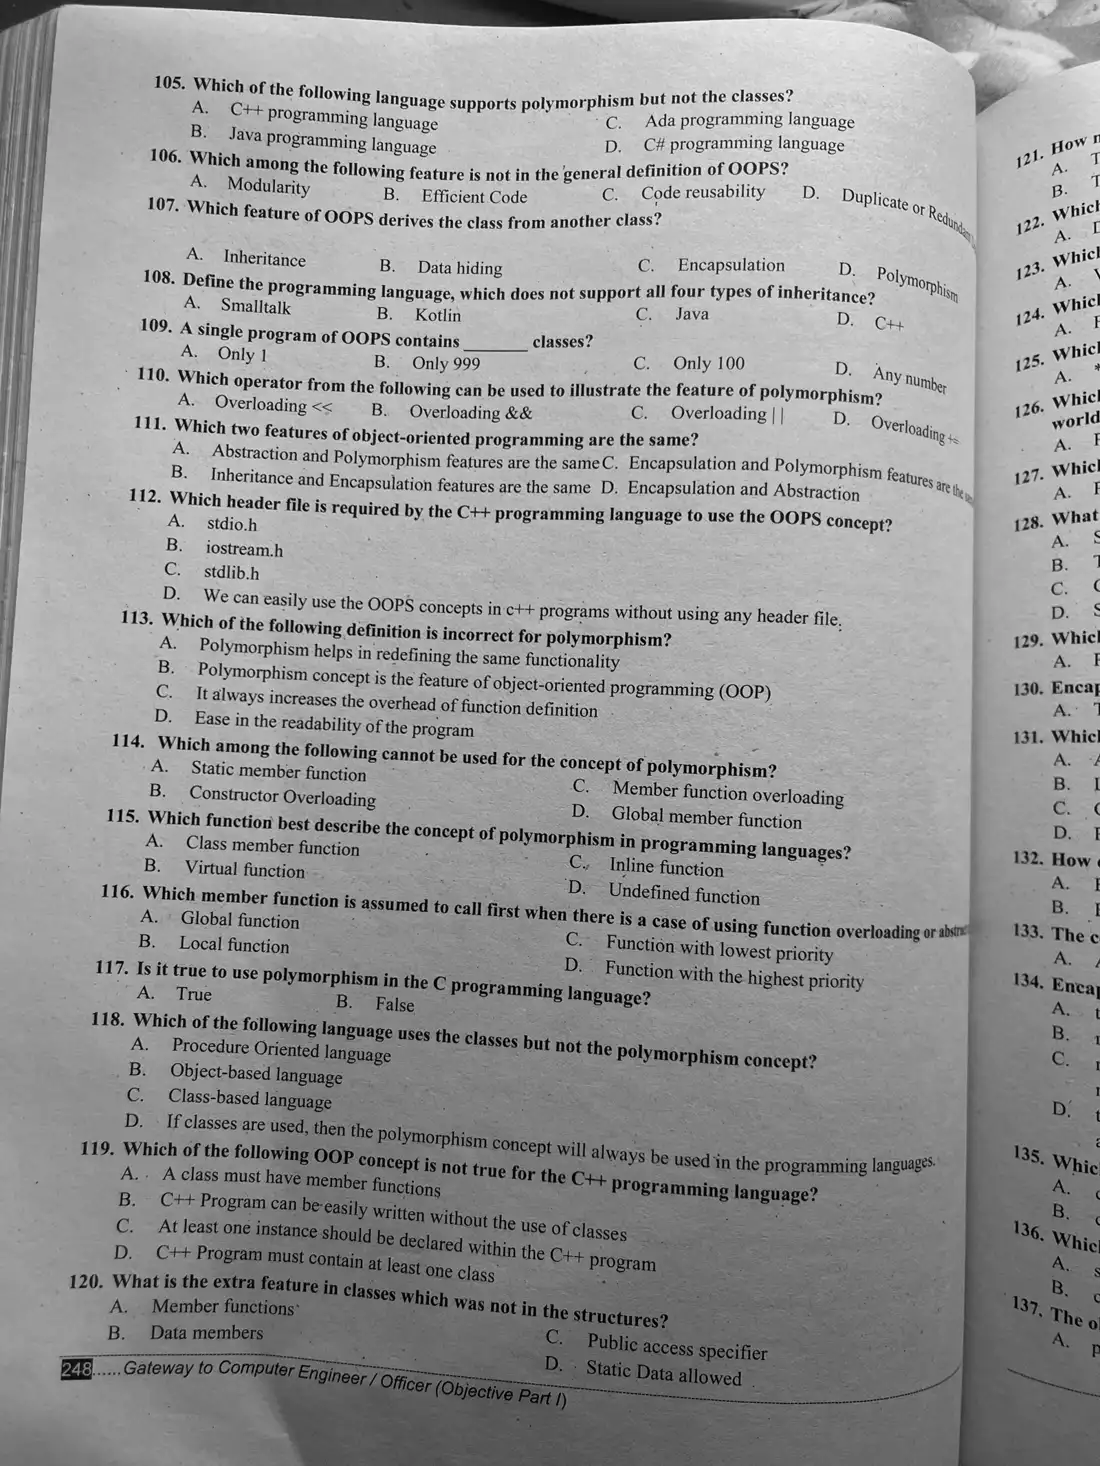 105. Which of the following language supports polymorphism but not the classes?
A. C++ programming language C. Ada programming language
B. Java programming language D. C# programming language
106. Which among the following feature is not in the general definition of OOPS?
A. Modularity B. Efficient Code C. Code reusability D. Duplicate or
107. Which feature of OOPS derives the class from another class?
A. Inheritance B. Data hiding C. Encapsulation D. Polymorphism
108. Define the programming language, which does not support all four types of inheritance?
A. Smalltalk B. Kotlin C. Java D. C++
109. A single program of OOPS contains _______ classes?
A. Only 1 B. Only 999 C. Only 100 D. Any number
110. Which operator from the following can be used to illustrate the feature of polymorphism?
A. Overloading << B. Overloading && C. Overloading | | D. Overloading
111. Which two features of object-oriented programming are the same?
A. Abstraction and Polymorphism features are the same C. Encapsulation and Polymorphism features are the
B. Inheritance and Encapsulation features are the same D. Encapsulation and Abstraction
112. Which header file is required by the C++ programming language to use the OOPS concept?
A. stdio.h
B. iostream.h
C. stdlib.h
D. We can easily use the OOPS concepts in c++ programs without using any header file.
113. Which of the following definition is incorrect for polymorphism?
A. Polymorphism helps in redefining the same functionality
B. Polymorphism concept is the feature of object-oriented programming (OOP)
C. It always increases the overhead of function definition
D. Ease in the readability of the program
114. Which among the following cannot be used for the concept of polymorphism?
A. Static member function C. Member function overloading
B. Constructor Overloading D. Global member function
115. Which function best describe the concept of polymorphism in programming languages?
A. Class member function C. Inline function
B. Virtual function D. Undefined function
116. Which member function is assumed to call first when there is a case of using function overloading or
A. Global function C. Function with lowest priority
B. Local function D. Function with the highest priority
117. Is it true to use polymorphism in the C programming language?
A. True B. False
118. Which of the following language uses the classes but not the polymorphism concept?
A. Procedure Oriented language
B. Object-based language
C. Class-based language
D. If classes are used, then the polymorphism concept will always be used in the programming languages.
119. Which of the following OOP concept is not true for the C++ programming language?
A. A class must have member functions
B. C++ Program can be easily written without the use of classes
C. At least one instance should be declared within the C++ program
D. C++ Program must contain at least one class
120. What is the extra feature in classes which was not in the structures?
A. Member functions C. Public access specifier
B. Data members D. Static Data allowed
248......Gateway to Computer Engineer / Officer (Objective Part I)
121. How
A.
B.
122. Which
A.
123. Which
A.
124. Which
A.
125. Which
A.
126. Which
world
A.
127. Which
A.
128. What
A.
B.
C.
D.
129. Which
A.
130.
A.
131. Which
A.
B.
C.
D.
132. How
A.
B.
133. The
A.
134.
A.
B.
C.
D.
135.
A.
B.
136.
A.
B.
137. The
A.